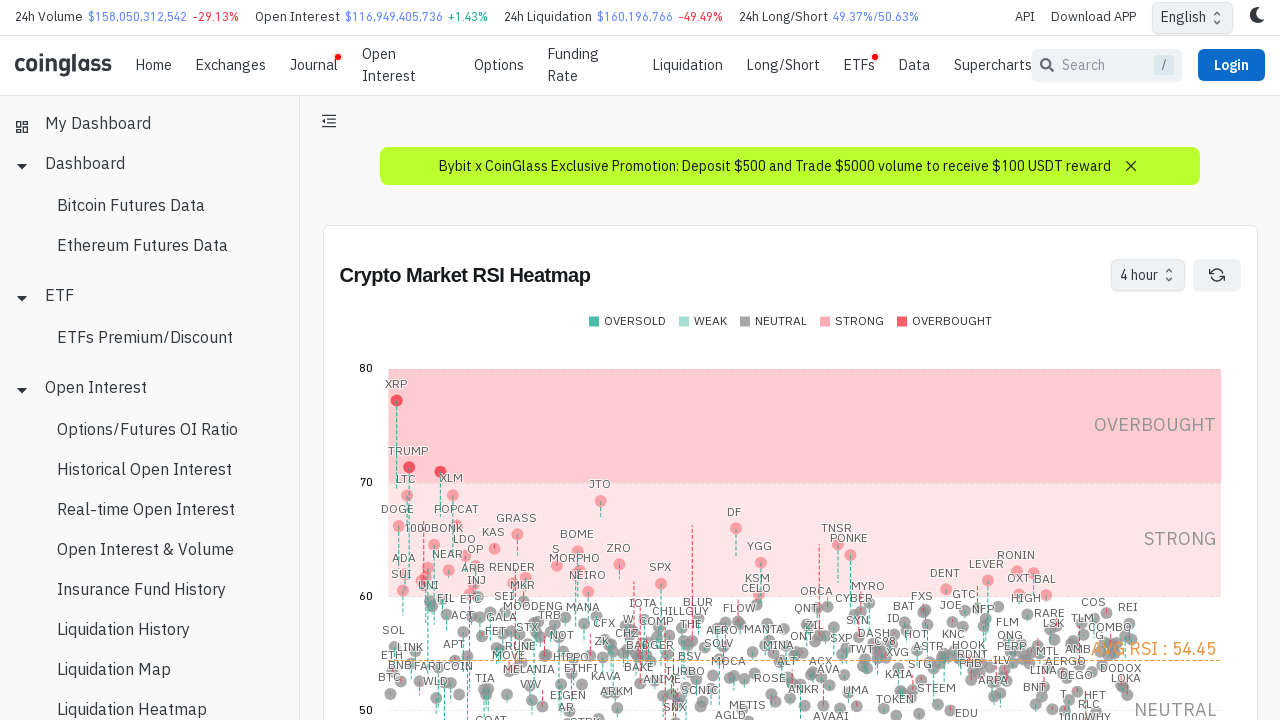 24h Volume $158,050,312,542 -29.13% Open Interest $116,949,405,736 +1.43% 24h Liquidation $160,196,766 -49.49% 24h Long/Short 49.37%/50.63% API Download APP English
coinglass Home Exchanges Journal Open Interest Options Funding Rate Liquidation Long/Short ETFs Data Supercharts Search / Login
My Dashboard
Dashboard
Bitcoin Futures Data
Ethereum Futures Data
ETF
ETFs Premium/Discount
Open Interest
Options/Futures OI Ratio
Historical Open Interest
Real-time Open Interest
Open Interest & Volume
Insurance Fund History
Liquidation History
Liquidation Map
Liquidation Heatmap
Bybit x CoinGlass Exclusive Promotion: Deposit $500 and Trade $5000 volume to receive $100 USDT reward
Crypto Market RSI Heatmap
4 hour
OVERSOLD WEAK NEUTRAL STRONG OVERBOUGHT
80
XRP
OVERBOUGHT
TRUMP
70
LTC XLM JTO
DOGE POPCAT GRASS DF
1000BONK KAS BOME TNSR
LDO PONKE STRONG
NEAR OP S ZRO YGG RONIN
ADA ARB RENDER MORPHO SPX LEVER
SUI INJ NEIRO KSM DENT OXT BAL
UNI MKR CELO ORCA MYRO
60
FIL ETC SEI IOTA BLUR CYBER FXS GTC HIGH COS
MOODENG MANA CHILLGUY FLOW QNT BAT JOE NFP REI
ACT GALA TRB RARE TLM
SOL STX CFX COMP THE ZIL SYN ID FLM LSK COMBO
NOT CHZ AERO MANTA ONT SXP DASH HOT KNC ONG
LINK APT RUNE ZK SOLV MINA C98 ASTR HOOK PERP AMB AVG RSI : 54.45
ETH MOVE HIPPO BSV MOCA ALT ACX TWT XVG RDNT MTL
BNB FARTCOIN MELANIA ETHFI BAKE TURBO AVA STG PHB ILV AERGO DODOX
BTC WLD TIA VVV KAVA ANIME ROSE KAIA ARPA LINA DEGO LOKA
EIGEN ARKM SONIC ANKR UMA STEEM BNT HFT
AR SNX METIS TOKEN T RLC
50 AGLD AVAAI EDU NEUTRAL